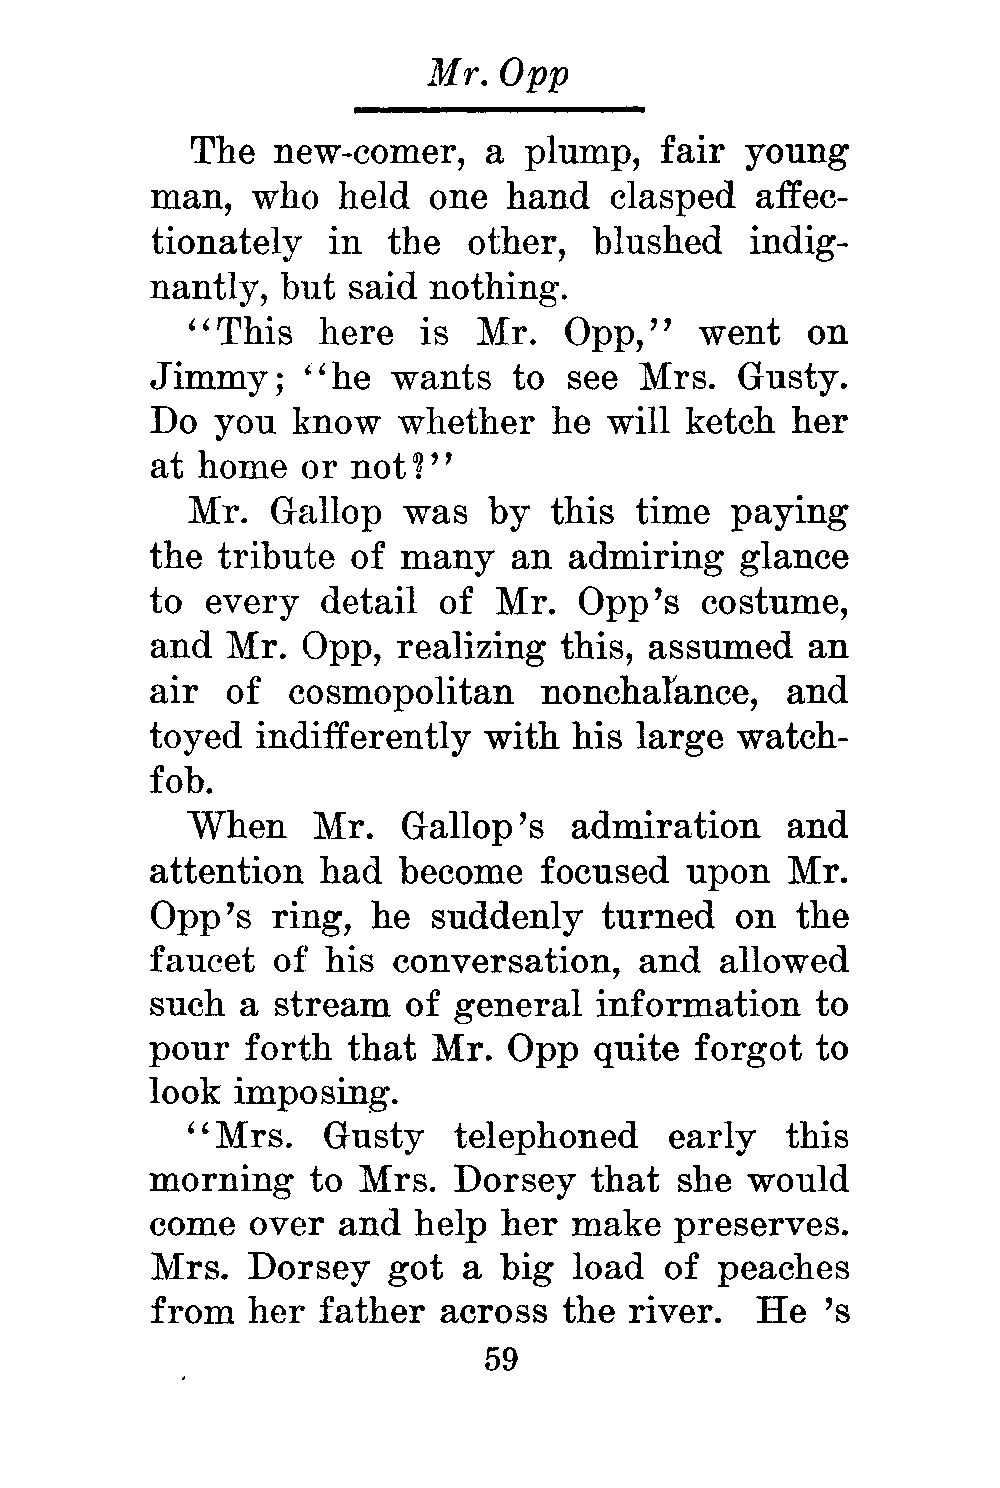 Mr. Opp
The new-comer, a plump, fair young
man, who held one hand clasped affec-
tionately in the other, blushed indig-
nantly, but said nothing.
"This here is Mr. Opp," went on
Jimmy; "he wants to see Mrs. Gusty.
Do you know whether he will ketch her
at home or not?"
Mr. Gallop was by this time paying
the tribute of many an admiring glance
to every detail of Mr. Opp's costume,
and Mr. Opp, realizing this, assumed an
air of cosmopolitan nonchalance, and
toyed indifferently with his large watch-
fob.
When Mr. Gallop's admiration and
attention had become focused upon Mr.
Opp's ring, he suddenly turned on the
faucet of his conversation, and allowed
such a stream of general information to
pour forth that Mr. Opp quite forgot to
look imposing.
"Mrs. Gusty telephoned early this
morning to Mrs. Dorsey that she would
come over and help her make preserves.
Mrs. Dorsey got a big load of peaches
from her father across the river. He 's
59